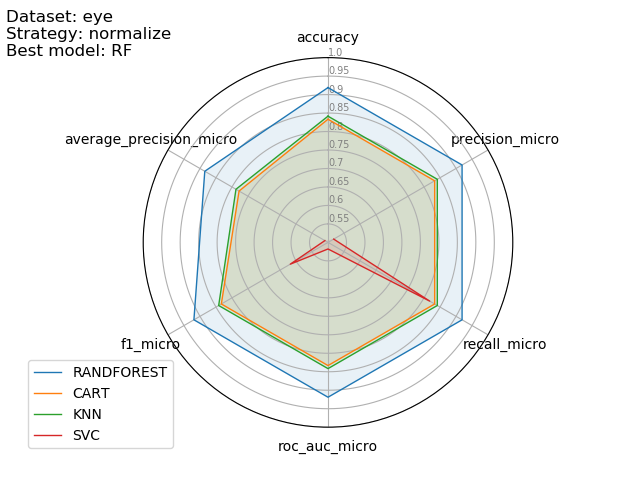 Dataset: eye
Strategy: normalize
Best model: RF
accuracy
1.0
0.95
0.9
0.85
0.8
0.75
0.7
0.65
0.6
0.55
average_precision_micro
precision_micro
f1_micro
recall_micro
roc_auc_micro
RANDFOREST
CART
KNN
SVC